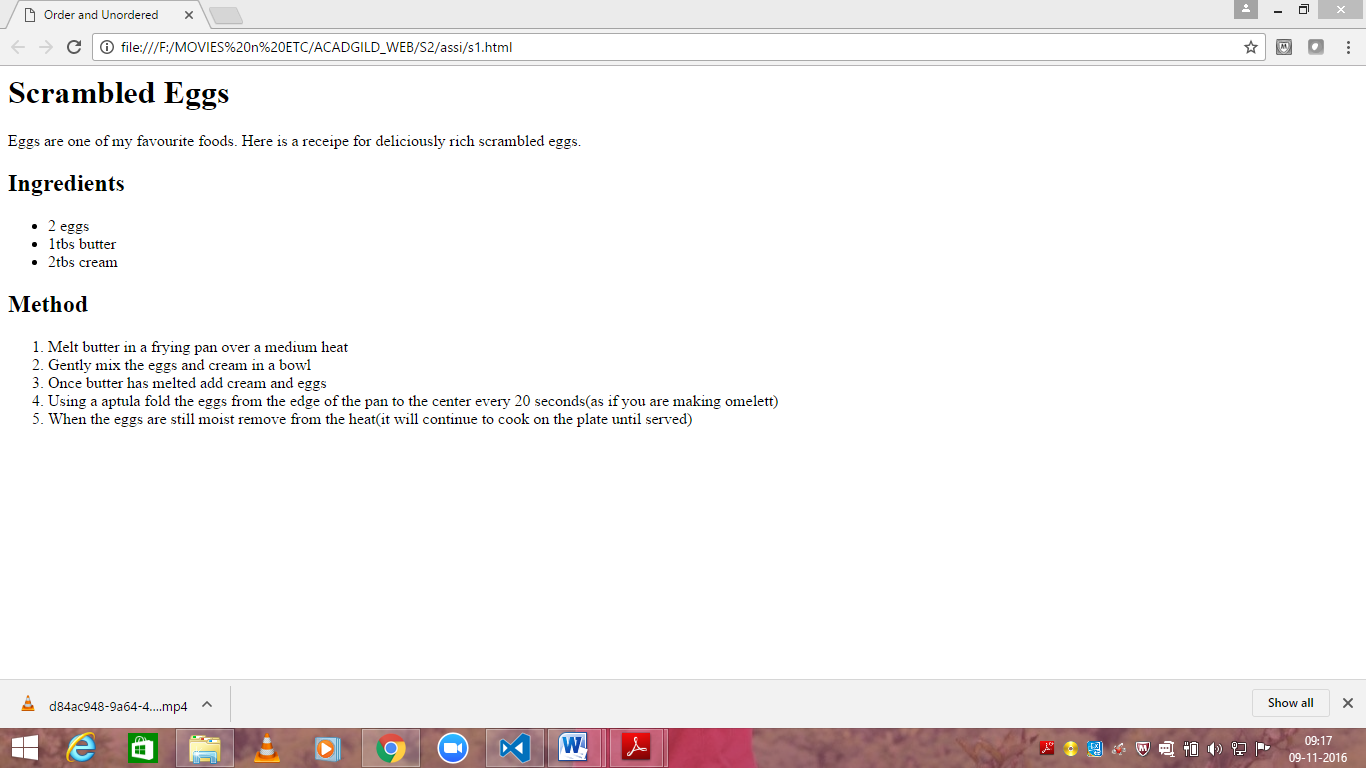 Order and Unordered
file:///F:/MOVIES%20n%20ETC/ACADGILD_WEB/S2/assi/s1.html
Scrambled Eggs
Eggs are one of my favourite foods. Here is a receipe for deliciously rich scrambled eggs.
Ingredients
• 2 eggs
• 1tbs butter
• 2tbs cream
Method
1. Melt butter in a frying pan over a medium heat
2. Gently mix the eggs and cream in a bowl
3. Once butter has melted add cream and eggs
4. Using a aptula fold the eggs from the edge of the pan to the center every 20 seconds(as if you are making omelett)
5. When the eggs are still moist remove from the heat(it will continue to cook on the plate until served)
d84ac948-9a64-4....mp4
Show all
09:17
09-11-2016